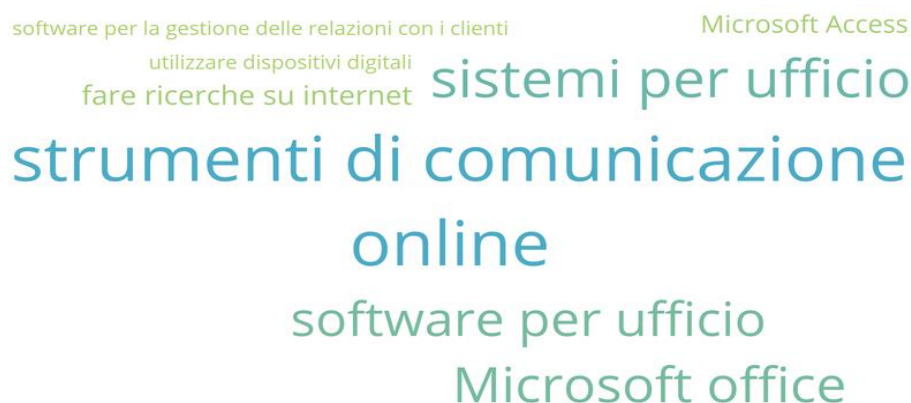 software per la gestione delle relazioni con i clienti
Microsoft Access
utilizzare dispositivi digitali
fare ricerche su internet
sistemi per ufficio
strumenti di comunicazione
online
software per ufficio
Microsoft office